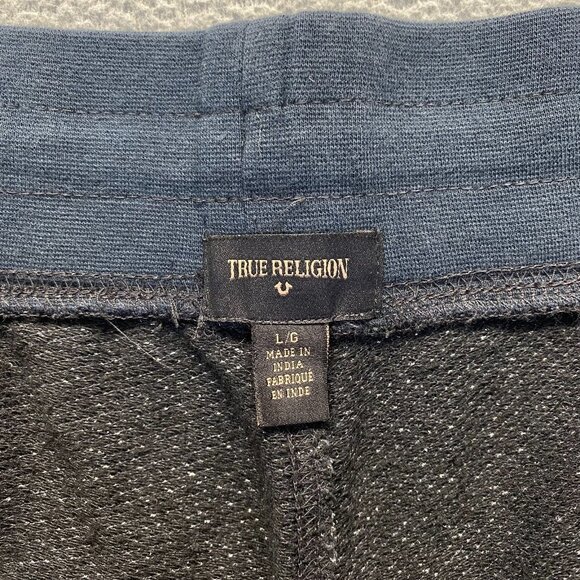 TRUE RELIGION
L/G
MADE IN
INDIA
FABRIQUÉ
EN INDE